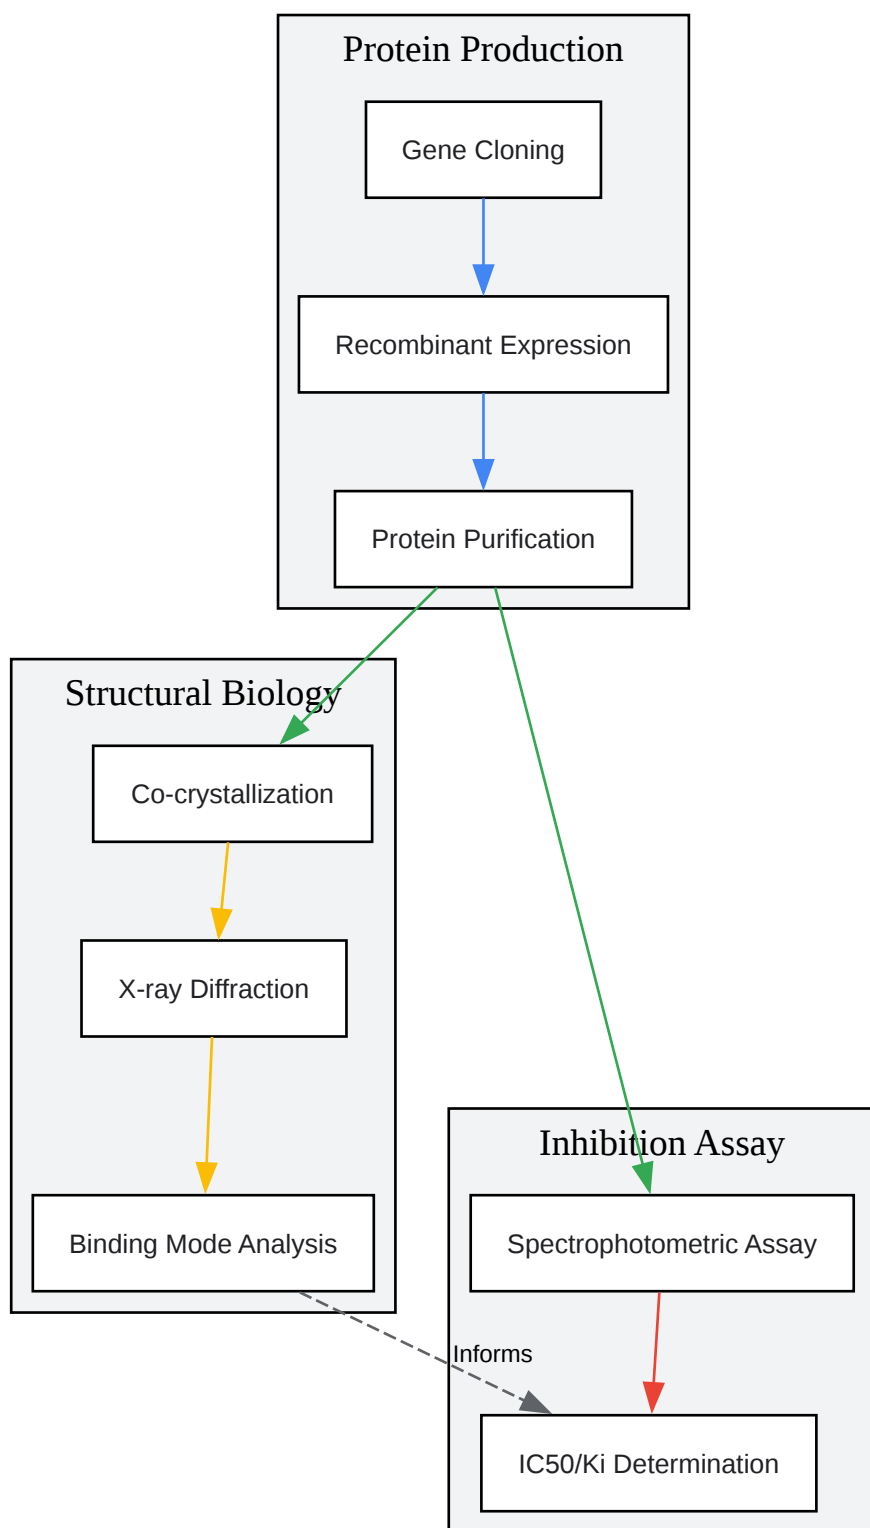 Protein Production
Gene Cloning
Recombinant Expression
Protein Purification
Structural Biology
Co-crystallization
X-ray Diffraction
Binding Mode Analysis
Inhibition Assay
Spectrophotometric Assay
Informs
IC50/Ki Determination